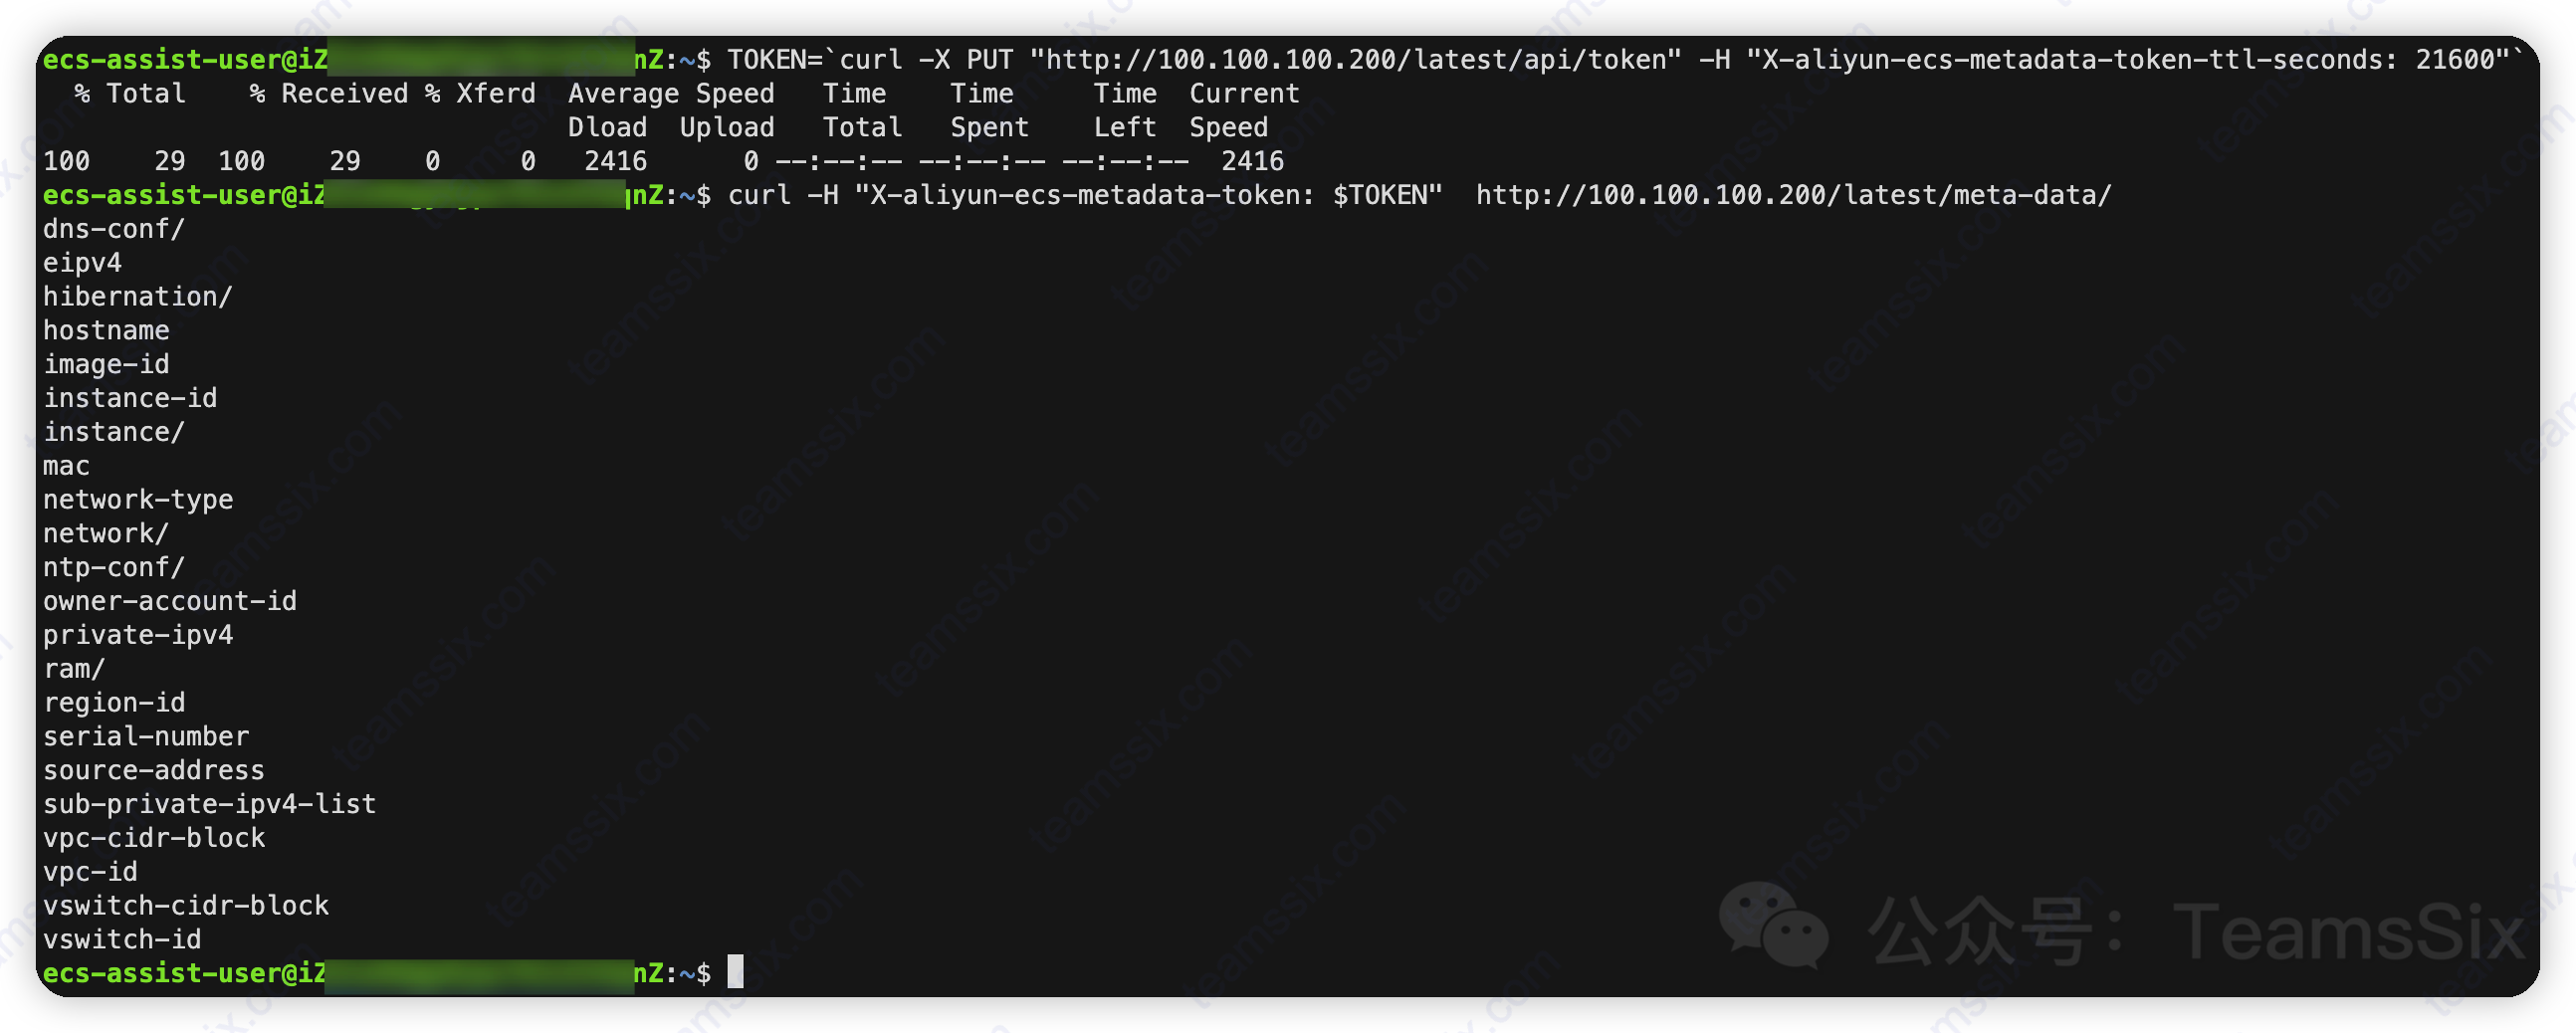 ecs-assist-user@iZ nZ:~$ TOKEN=`curl -X PUT "http://100.100.100.200/latest/api/token" -H "X-aliyun-ecs-metadata-token-ttl-seconds: 21600"`
  % Total    % Received % Xferd  Average Speed   Time    Time     Time  Current
                                 Dload  Upload   Total   Spent    Left  Speed
100    29  100    29    0     0   2416      0 --:--:-- --:--:-- --:--:--  2416
ecs-assist-user@iZ qnZ:~$ curl -H "X-aliyun-ecs-metadata-token: $TOKEN"  http://100.100.100.200/latest/meta-data/
dns-conf/
eipv4
hibernation/
hostname
image-id
instance-id
instance/
mac
network-type
network/
ntp-conf/
owner-account-id
private-ipv4
ram/
region-id
serial-number
source-address
sub-private-ipv4-list
vpc-cidr-block
vpc-id
vswitch-cidr-block
vswitch-id
ecs-assist-user@iZ nZ:~$
公众号：TeamsSix
teamssix.com